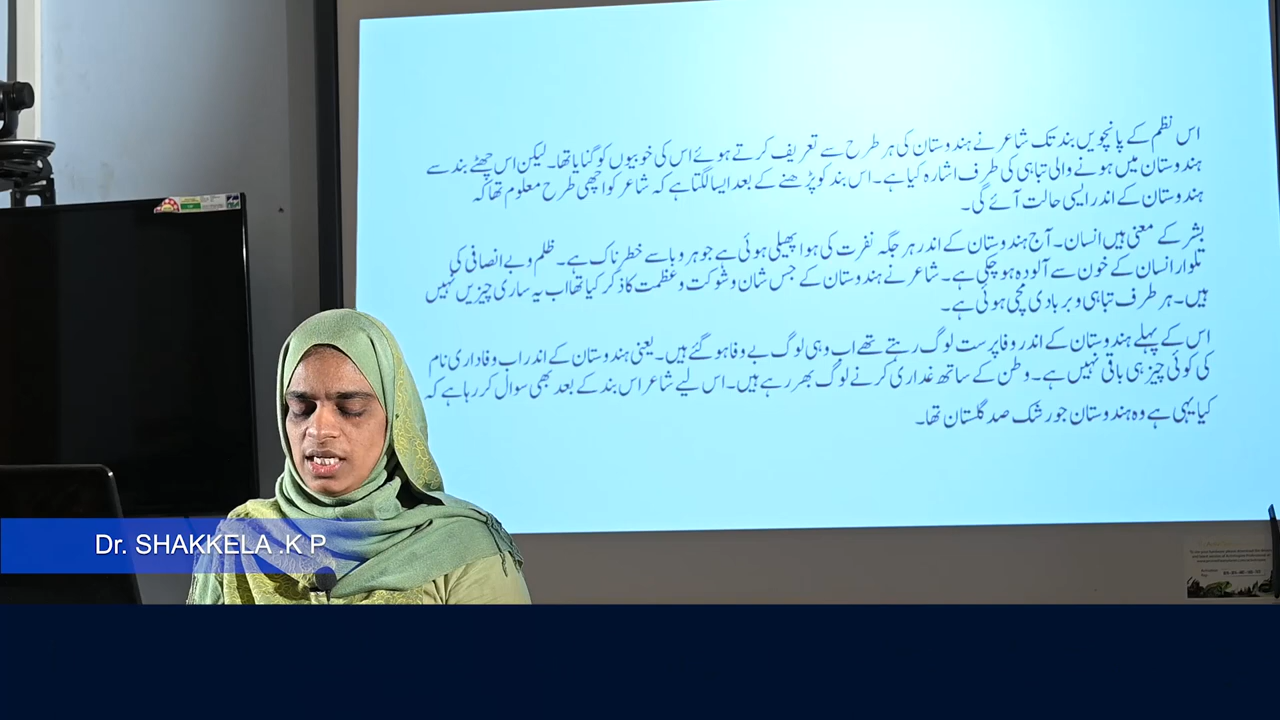 اس نظم کے پانچویں بند تک شاعر نے ہندوستان کی ہر طرح سے تعریف کرتے ہوئے اس کی خوبیوں کو گنایا تھا۔ لیکن اس چھٹے بند سے
ہندوستان میں ہونے والی تباہی کی طرف اشارہ کیا ہے۔ اس بند کو پڑھنے کے بعد ایسا لگتا ہے کہ شاعر کو اچھی طرح معلوم تھا کہ
ہندوستان کے اندر ایسی حالت آئے گی۔
بشر کے معنی ہیں انسان۔ آج ہندوستان کے اندر ہر جگہ نفرت کی ہوا پھیلی ہوئی ہے جو ہر وبا سے خطرناک ہے۔ ظلم و بے انصافی کی
تلوار انسان کے خون سے آلودہ ہو چکی ہے۔ شاعر نے ہندوستان کے جس شان و شوکت و عظمت کا ذکر کیا تھا اب یہ ساری چیزیں نہیں
ہیں۔ ہر طرف تباہی و بربادی مچی ہوئی ہے۔
اس کے پہلے ہندوستان کے اندر وفا پرست لوگ رہتے تھے اب وہی لوگ بے وفا ہو گئے ہیں۔ یعنی ہندوستان کے اندر اب وفاداری نام
کی کوئی چیز ہی باقی نہیں ہے۔ وطن کے ساتھ غداری کرنے لوگ بھر رہے ہیں۔ اس لیے شاعر اس بند کے بعد بھی سوال کر رہا ہے کہ
کیا یہی ہے وہ ہندوستان جو رشک صد گلستان تھا۔
Dr. SHAKKELA .K P